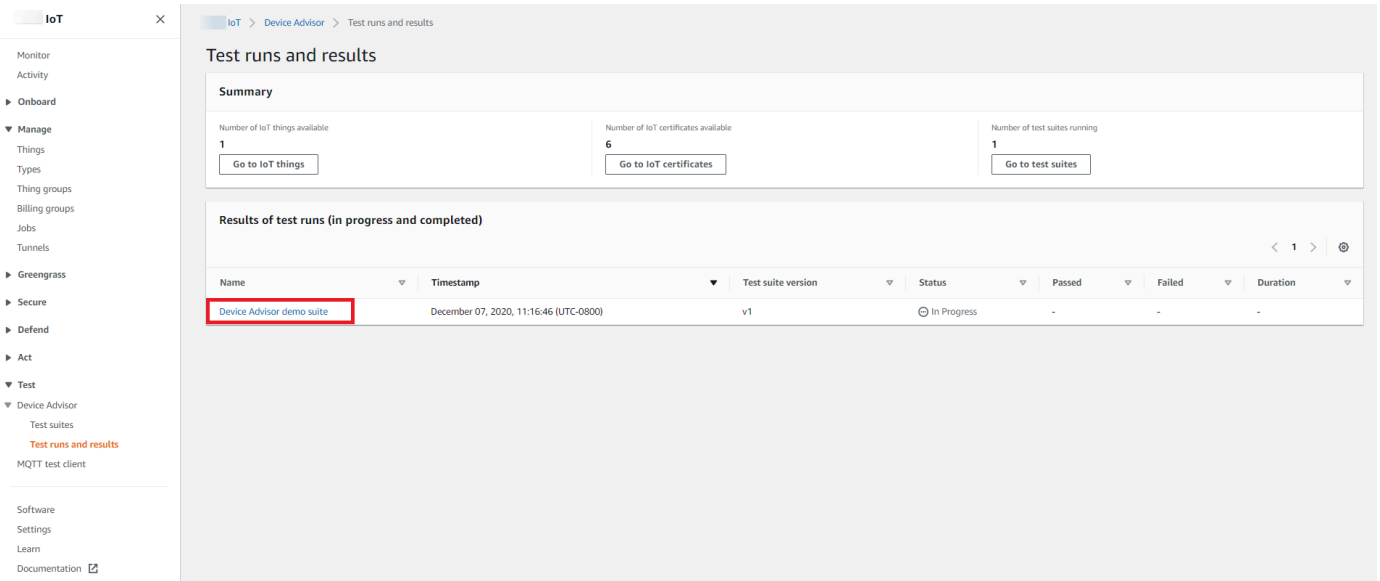 IoT
Monitor
Activity
Onboard
Manage
Things
Types
Thing groups
Billing groups
Jobs
Tunnels
Greengrass
Secure
Defend
Act
Test
Device Advisor
Test suites
Test runs and results
MQTT test client
Software
Settings
Learn
Documentation
IoT > Device Advisor > Test runs and results
Test runs and results
Summary
Number of IoT things available
1
Go to IoT things
Number of IoT certificates available
6
Go to IoT certificates
Number of test suites running
1
Go to test suites
Results of test runs (in progress and completed)
< 1 >
Name Timestamp Test suite version Status Passed Failed Duration
Device Advisor demo suite December 07, 2020, 11:16:46 (UTC-0800) v1 In Progress - - -